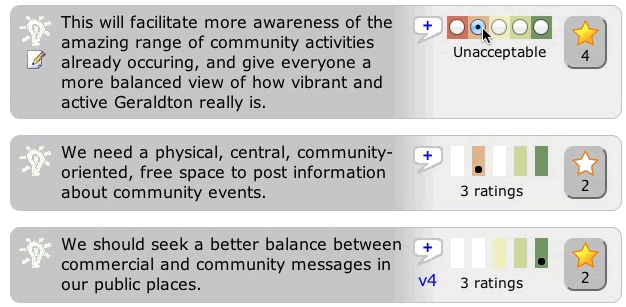 This will facilitate more awareness of the
amazing range of community activities
already occuring, and give everyone a
more balanced view of how vibrant and
active Geraldton really is.
+
Unacceptable
4
We need a physical, central, community-
oriented, free space to post information
about community events.
+
3 ratings
2
We should seek a better balance between
commercial and community messages in
our public places.
+
v4
3 ratings
2